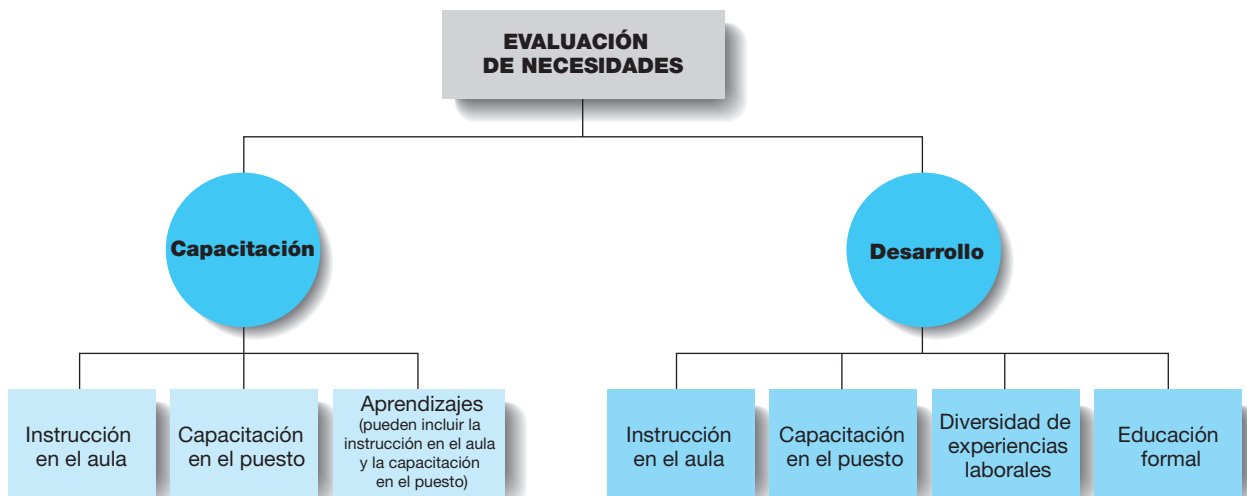 EVALUACIÓN
DE NECESIDADES
Capacitación
Desarrollo
Instrucción
en el aula
Capacitación
en el puesto
Aprendizajes
(pueden incluir la
instrucción en el aula
y la capacitación
en el puesto)
Instrucción
en el aula
Capacitación
en el puesto
Diversidad de
experiencias
laborales
Educación
formal